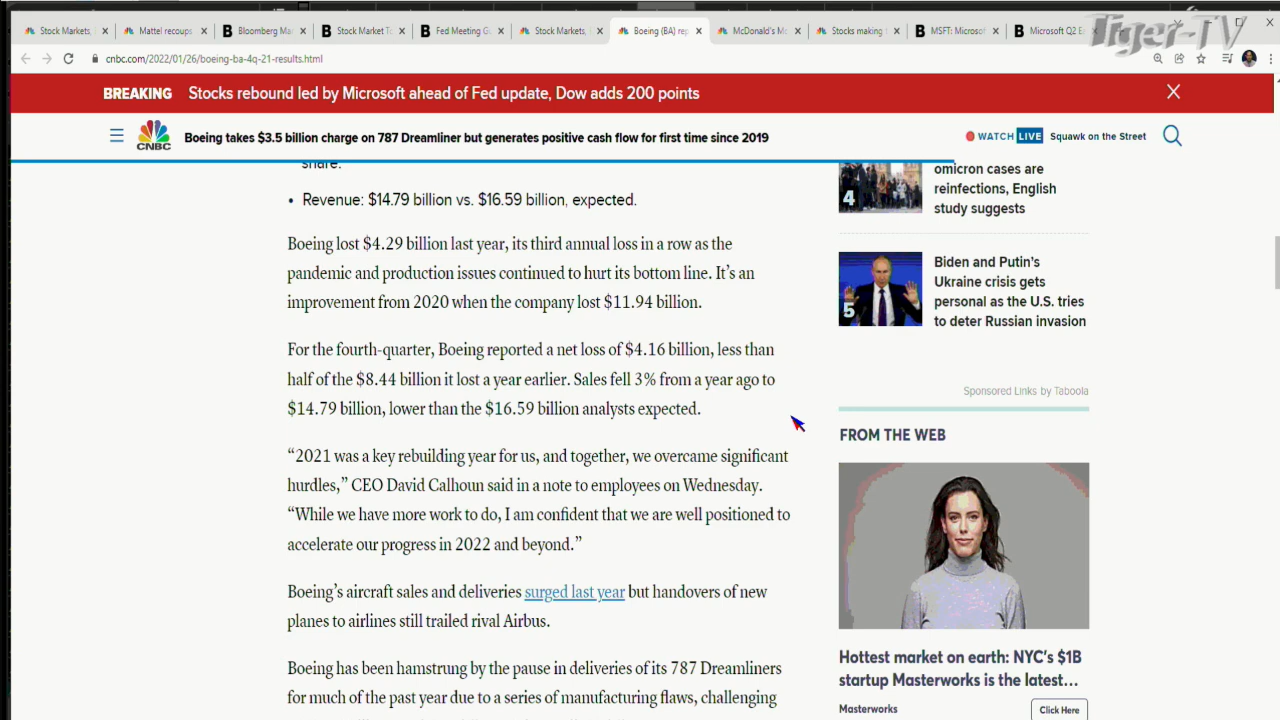 Tiger-TV
Stock Markets,
Mattel recoups
Bloomberg Ma
Stock Market T
Fed Meeting G
Stock Markets,
Boeing (BA) rep
McDonald's M
Stocks making
MSFT: Microsof
Microsoft Q2 E
cnbc.com/2022/01/26/boeing-ba-4q-21-results.html
BREAKING Stocks rebound led by Microsoft ahead of Fed update, Dow adds 200 points
CNBC
Boeing takes $3.5 billion charge on 787 Dreamliner but generates positive cash flow for first time since 2019
WATCH LIVE Squawk on the Street
share.
• Revenue: $14.79 billion vs. $16.59 billion, expected.
Boeing lost $4.29 billion last year, its third annual loss in a row as the
pandemic and production issues continued to hurt its bottom line. It’s an
improvement from 2020 when the company lost $11.94 billion.
For the fourth-quarter, Boeing reported a net loss of $4.16 billion, less than
half of the $8.44 billion it lost a year earlier. Sales fell 3% from a year ago to
$14.79 billion, lower than the $16.59 billion analysts expected.
“2021 was a key rebuilding year for us, and together, we overcame significant
hurdles,” CEO David Calhoun said in a note to employees on Wednesday.
“While we have more work to do, I am confident that we are well positioned to
accelerate our progress in 2022 and beyond.”
Boeing’s aircraft sales and deliveries surged last year but handovers of new
planes to airlines still trailed rival Airbus.
Boeing has been hamstrung by the pause in deliveries of its 787 Dreamliners
for much of the past year due to a series of manufacturing flaws, challenging
4
omicron cases are
reinfections, English
study suggests
5
Biden and Putin’s
Ukraine crisis gets
personal as the U.S. tries
to deter Russian invasion
Sponsored Links by Taboola
FROM THE WEB
Hottest market on earth: NYC’s $1B
startup Masterworks is the latest…
Masterworks
Click Here